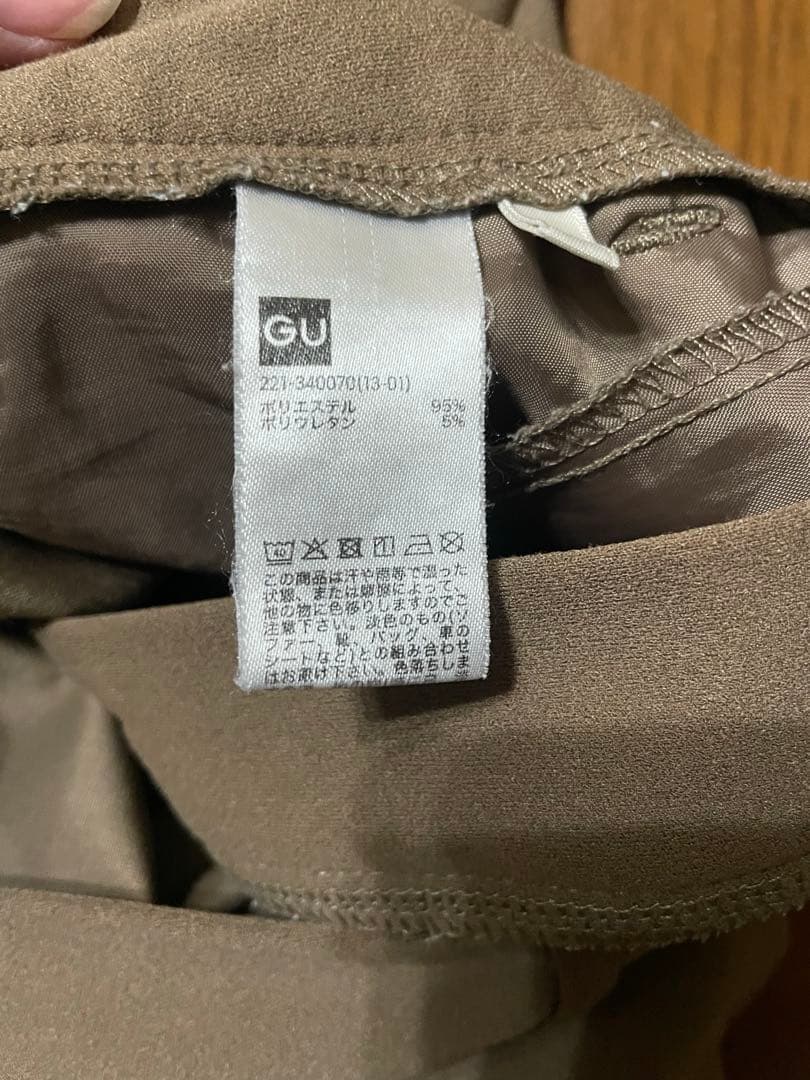 GU
221-340070(13-01)
ポリエステル 95%
ポリウレタン 5%
40
この商品は汗や雨等で湿った
状態、または摩擦によって、
他の物に色移りしますのでご
注意下さい。淡色のもの(ソ
ファー、靴、バッグ、車の
シートなど)との組み合わせ
はお避け下さい。色落ちしま